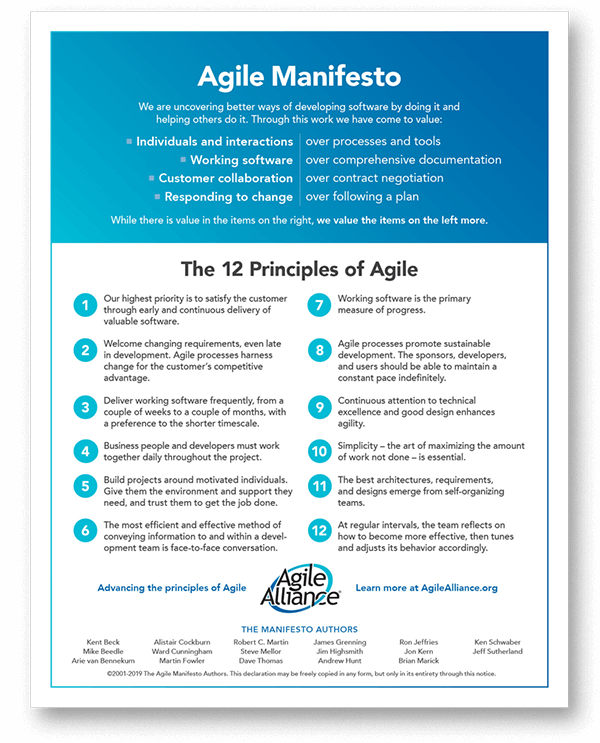 Agile Manifesto
We are uncovering better ways of developing software by doing it and
helping others do it. Through this work we have come to value:
Individuals and interactions over processes and tools
Working software over comprehensive documentation
Customer collaboration over contract negotiation
Responding to change over following a plan
While there is value in the items on the right, we value the items on the left more.
The 12 Principles of Agile
1 Our highest priority is to satisfy the customer
through early and continuous delivery of
valuable software.
2 Welcome changing requirements, even late
in development. Agile processes harness
change for the customer's competitive
advantage.
3 Deliver working software frequently, from a
couple of weeks to a couple of months, with
a preference to the shorter timescale.
4 Business people and developers must work
together daily throughout the project.
5 Build projects around motivated individuals.
Give them the environment and support they
need, and trust them to get the job done.
6 The most efficient and effective method of
conveying information to and within a devel-
opment team is face-to-face conversation.
7 Working software is the primary
measure of progress.
8 Agile processes promote sustainable
development. The sponsors, developers,
and users should be able to maintain a
constant pace indefinitely.
9 Continuous attention to technical
excellence and good design enhances
agility.
10 Simplicity – the art of maximizing the amount
of work not done – is essential.
11 The best architectures, requirements,
and designs emerge from self-organizing
teams.
12 At regular intervals, the team reflects on
how to become more effective, then tunes
and adjusts its behavior accordingly.
Advancing the principles of Agile
Agile
Alliance®
Learn more at AgileAlliance.org
THE MANIFESTO AUTHORS
Kent Beck Alistair Cockburn Robert C. Martin James Grenning Ron Jeffries Ken Schwaber
Mike Beedle Ward Cunningham Steve Mellor Jim Highsmith Jon Kern Jeff Sutherland
Arie van Bennekum Martin Fowler Dave Thomas Andrew Hunt Brian Marick
©2001-2019 The Agile Manifesto Authors. This declaration may be freely copied in any form, but only in its entirety through this notice.